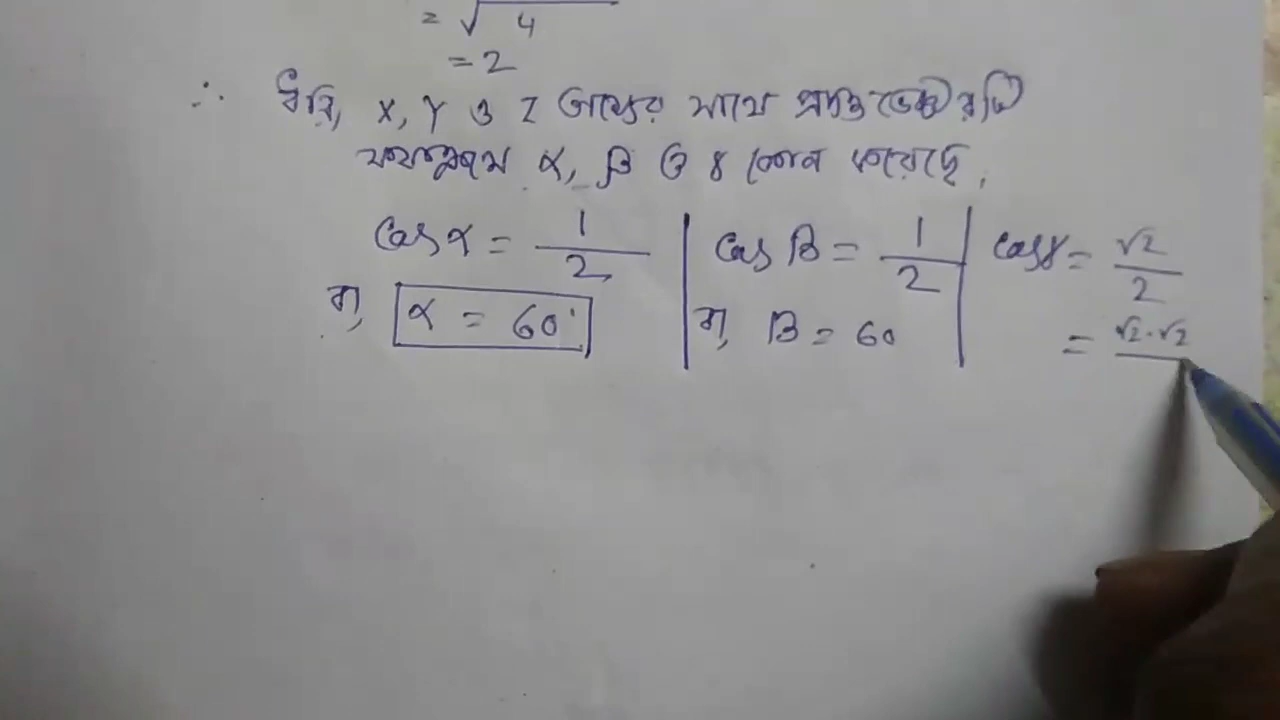 = √4
= 2
∴ ধরি, X, Y ও Z অক্ষের সাথে প্রদত্ত ভেক্টরটি
যথাক্রমে α, β ও γ কোন করেছে।
cos α = 1/2 | cos β = 1/2 | cos γ = √2/2
বা, α = 60° | বা, β = 60 | = √2·√2